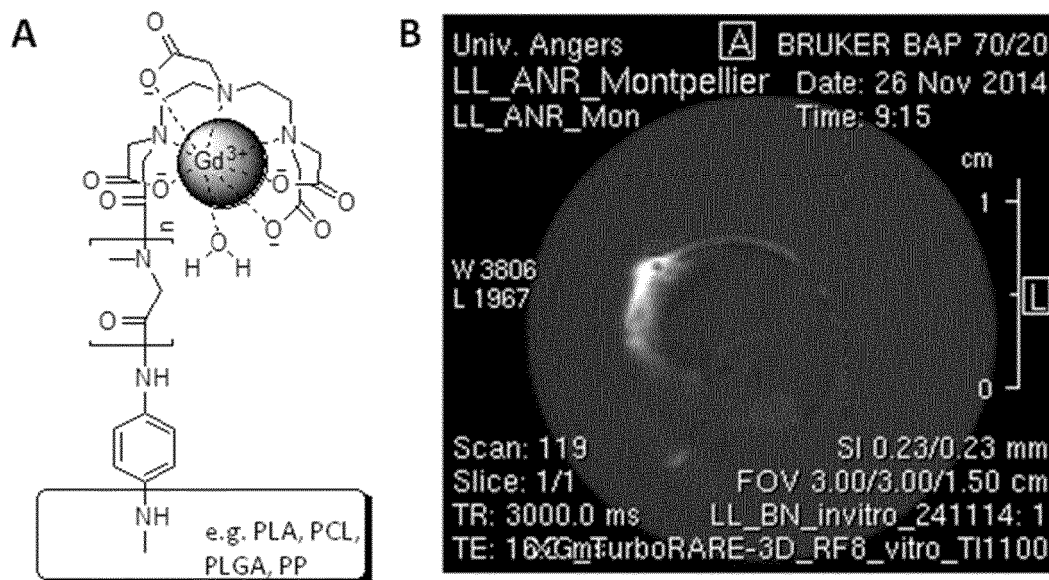 A
O
O
N
N
N
Gd3+
O
O
O
O
O
O
O
n
O
H H
N
O
NH
NH
e.g. PLA, PCL,
PLGA, PP
B
Univ. Angers
A BRUKER BAP 70/20
LL_ANR_Montpellier
Date: 26 Nov 2014
LL_ANR_Mon
Time: 9:15
cm
1
W 3806
L 1967
L
0
Scan: 119
SI 0.23/0.23 mm
Slice: 1/1
FOV 3.00/3.00/1.50 cm
TR: 3000.0 ms
LL_BN_invitro_241114: 1
TurboRARE-3D_RF8_vitro_TI1100